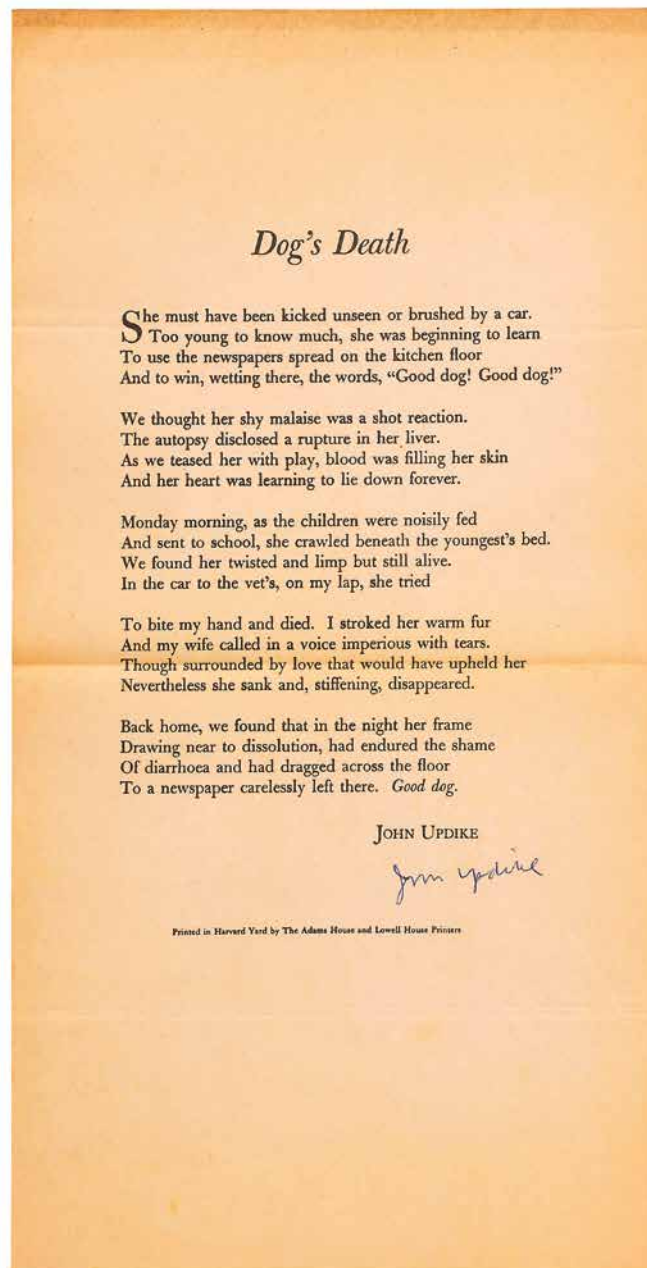 Dog's Death
She must have been kicked unseen or brushed by a car.
Too young to know much, she was beginning to learn
To use the newspapers spread on the kitchen floor
And to win, wetting there, the words, “Good dog! Good dog!”
We thought her shy malaise was a shot reaction.
The autopsy disclosed a rupture in her liver.
As we teased her with play, blood was filling her skin
And her heart was learning to lie down forever.
Monday morning, as the children were noisily fed
And sent to school, she crawled beneath the youngest's bed.
We found her twisted and limp but still alive.
In the car to the vet's, on my lap, she tried
To bite my hand and died. I stroked her warm fur
And my wife called in a voice imperious with tears.
Though surrounded by love that would have upheld her
Nevertheless she sank and, stiffening, disappeared.
Back home, we found that in the night her frame
Drawing near to dissolution, had endured the shame
Of diarrhoea and had dragged across the floor
To a newspaper carelessly left there. Good dog.
JOHN UPDIKE
John Updike
Printed in Harvard Yard by The Adams House and Lowell House Printers